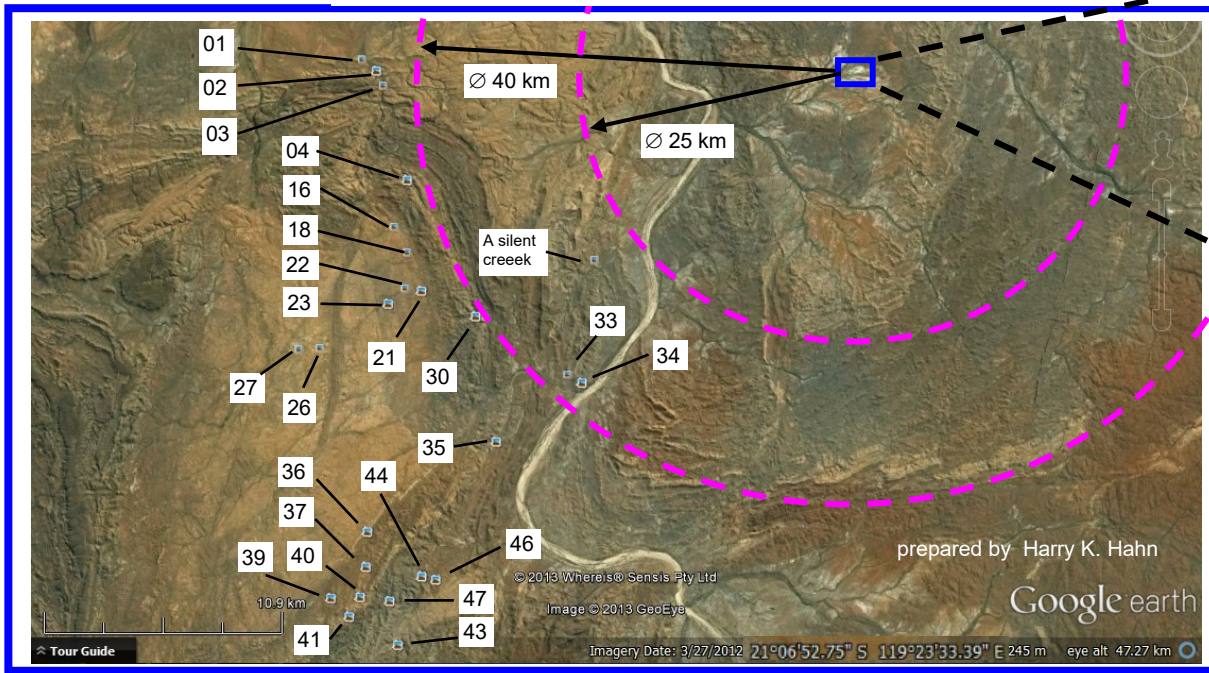 01
02
03
∅ 40 km
∅ 25 km
04
16
18
22
23
A silent
creeek
33
34
21
30
27
26
35
36
44
37
39
40
46
47
41
43
prepared by Harry K. Hahn
© 2013 Whereis® Sensis Pty Ltd
Image © 2013 GeoEye
Google earth
10.9 km
Tour Guide
Imagery Date: 3/27/2012 21°06'52.75" S 119°23'33.39" E 245 m eye alt 47.27 km